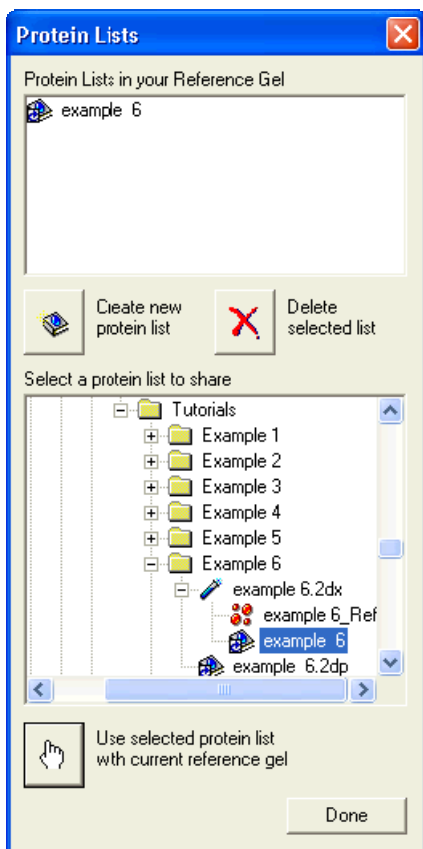 Protein Lists
Protein Lists in your Reference Gel
example 6
Create new
protein list
Delete
selected list
Select a protein list to share
Tutorials
Example 1
Example 2
Example 3
Example 4
Example 5
Example 6
example 6.2dx
example 6_Ref
example 6
example 6.2dp
Use selected protein list
wth current reference gel
Done